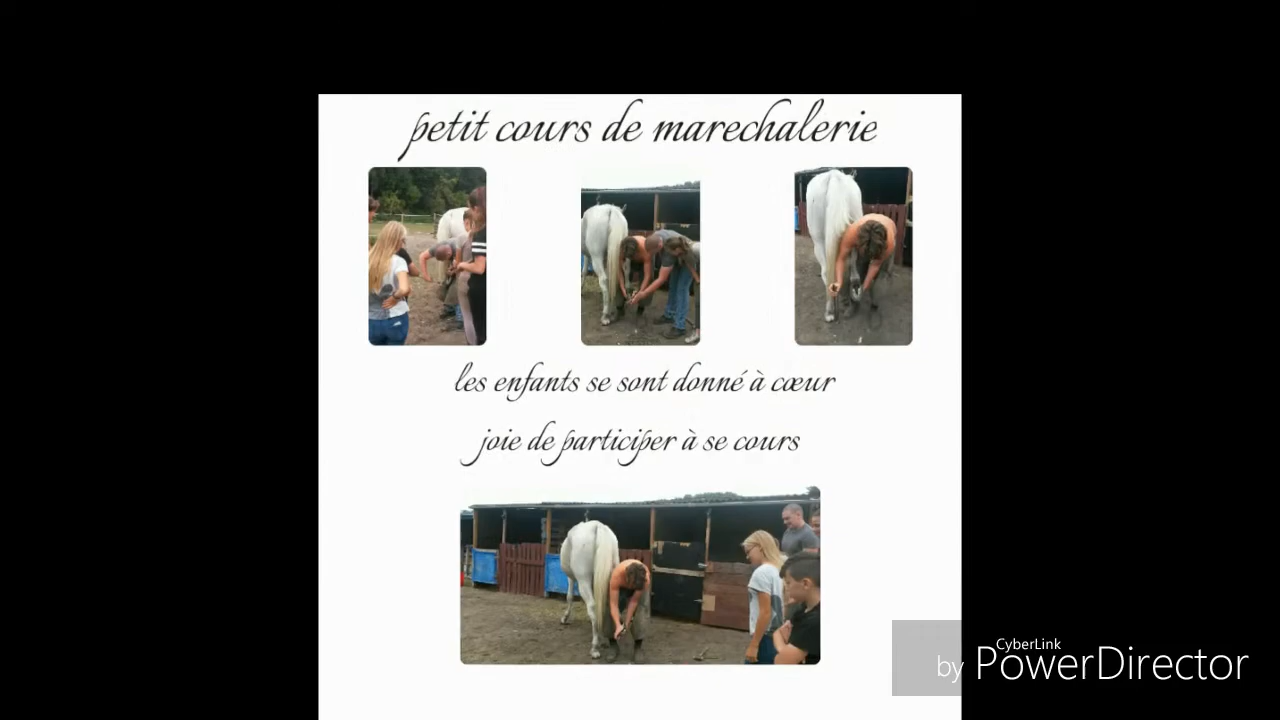 petit cours de marechalerie
les enfants se sont donné à cœur
joie de participer à se cours
CyberLink
by PowerDirector